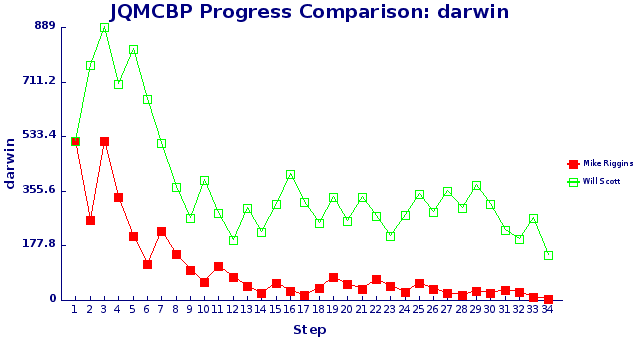 JQMCBP Progress Comparison: darwin
889
711.2
533.4
355.6
177.8
0
darwin
1 2 3 4 5 6 7 8 9 10 11 12 13 14 15 16 17 18 19 20 21 22 23 24 25 26 27 28 29 30 31 32 33 34
Step
Mike Riggins
Will Scott